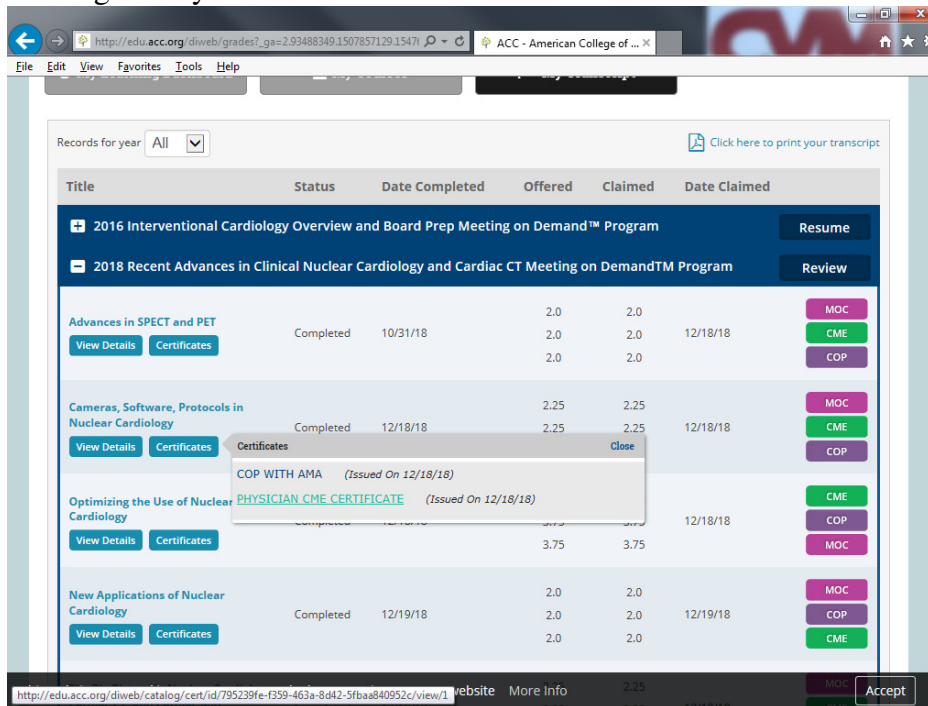 http://edu.acc.org/diweb/grades?_ga=2.93488349.1507857129.1547
ACC - American College of ...
File Edit View Favorites Tools Help
Records for year All
Click here to print your transcript
Title Status Date Completed Offered Claimed Date Claimed
2016 Interventional Cardiology Overview and Board Prep Meeting on Demand™ Program Resume
2018 Recent Advances in Clinical Nuclear Cardiology and Cardiac CT Meeting on DemandTM Program Review
2.0 2.0 MOC
Advances in SPECT and PET
Completed 10/31/18 2.0 2.0 12/18/18 CME
View Details Certificates
2.0 2.0 COP
2.25 2.25 MOC
Cameras, Software, Protocols in
Nuclear Cardiology
Completed 12/18/18 2.25 2.25 12/18/18 CME
View Details Certificates
COP
Certificates Close
COP WITH AMA (Issued On 12/18/18)
PHYSICIAN CME CERTIFICATE (Issued On 12/18/18)
CME
Optimizing the Use of Nuclear
Cardiology
12/18/18 COP
View Details Certificates
3.75 3.75 MOC
2.0 2.0 MOC
New Applications of Nuclear
Cardiology
Completed 12/19/18 2.0 2.0 12/19/18 COP
View Details Certificates
2.0 2.0 CME
2.25 MOC
website More Info Accept
http://edu.acc.org/diweb/catalog/cert/id/795239fe-f359-463a-8d42-5fbaa840952c/view/1